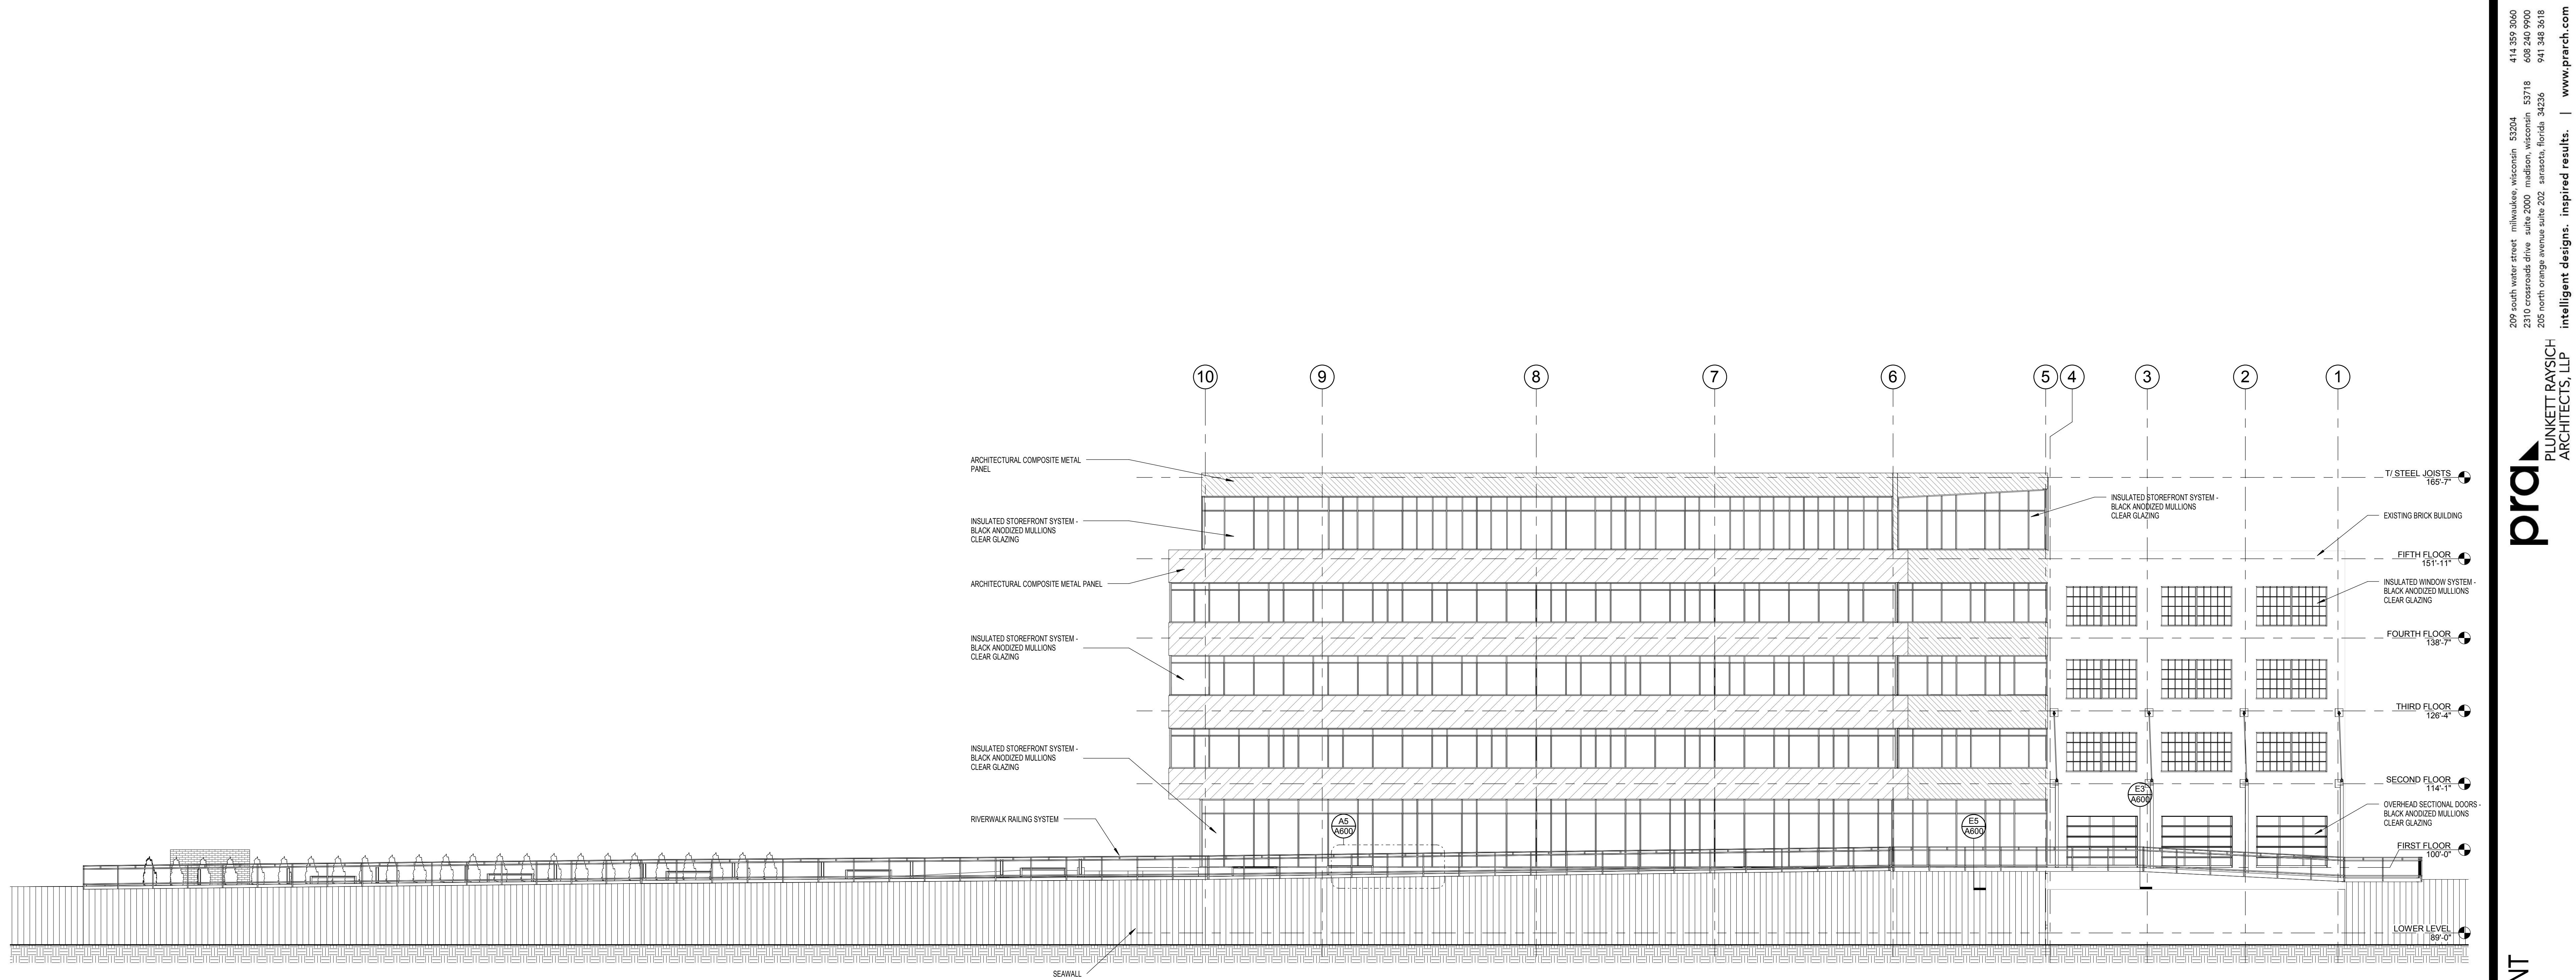 414 359 3060
608 240 9900
941 348 3618
209 south water street milwaukee, wisconsin 53204
2310 crossroads drive suite 2000 madison, wisconsin 53718
205 north orange avenue suite 202 sarasota, florida 34236
intelligent designs. inspired results. | www.prarch.com
pra
PLUNKETT RAYSICH
ARCHITECTS, LLP
10 9 8 7 6 5 4 3 2 1
ARCHITECTURAL COMPOSITE METAL
PANEL
INSULATED STOREFRONT SYSTEM -
BLACK ANODIZED MULLIONS
CLEAR GLAZING
ARCHITECTURAL COMPOSITE METAL PANEL
INSULATED STOREFRONT SYSTEM -
BLACK ANODIZED MULLIONS
CLEAR GLAZING
INSULATED STOREFRONT SYSTEM -
BLACK ANODIZED MULLIONS
CLEAR GLAZING
RIVERWALK RAILING SYSTEM
SEAWALL
A5
A600
E5
A600
E3
A600
INSULATED STOREFRONT SYSTEM -
BLACK ANODIZED MULLIONS
CLEAR GLAZING
T/ STEEL JOISTS
165'-7"
EXISTING BRICK BUILDING
FIFTH FLOOR
151'-11"
INSULATED WINDOW SYSTEM -
BLACK ANODIZED MULLIONS
CLEAR GLAZING
FOURTH FLOOR
138'-7"
THIRD FLOOR
126'-4"
SECOND FLOOR
114'-1"
OVERHEAD SECTIONAL DOORS -
BLACK ANODIZED MULLIONS
CLEAR GLAZING
FIRST FLOOR
100'-0"
LOWER LEVEL
89'-0"
NT